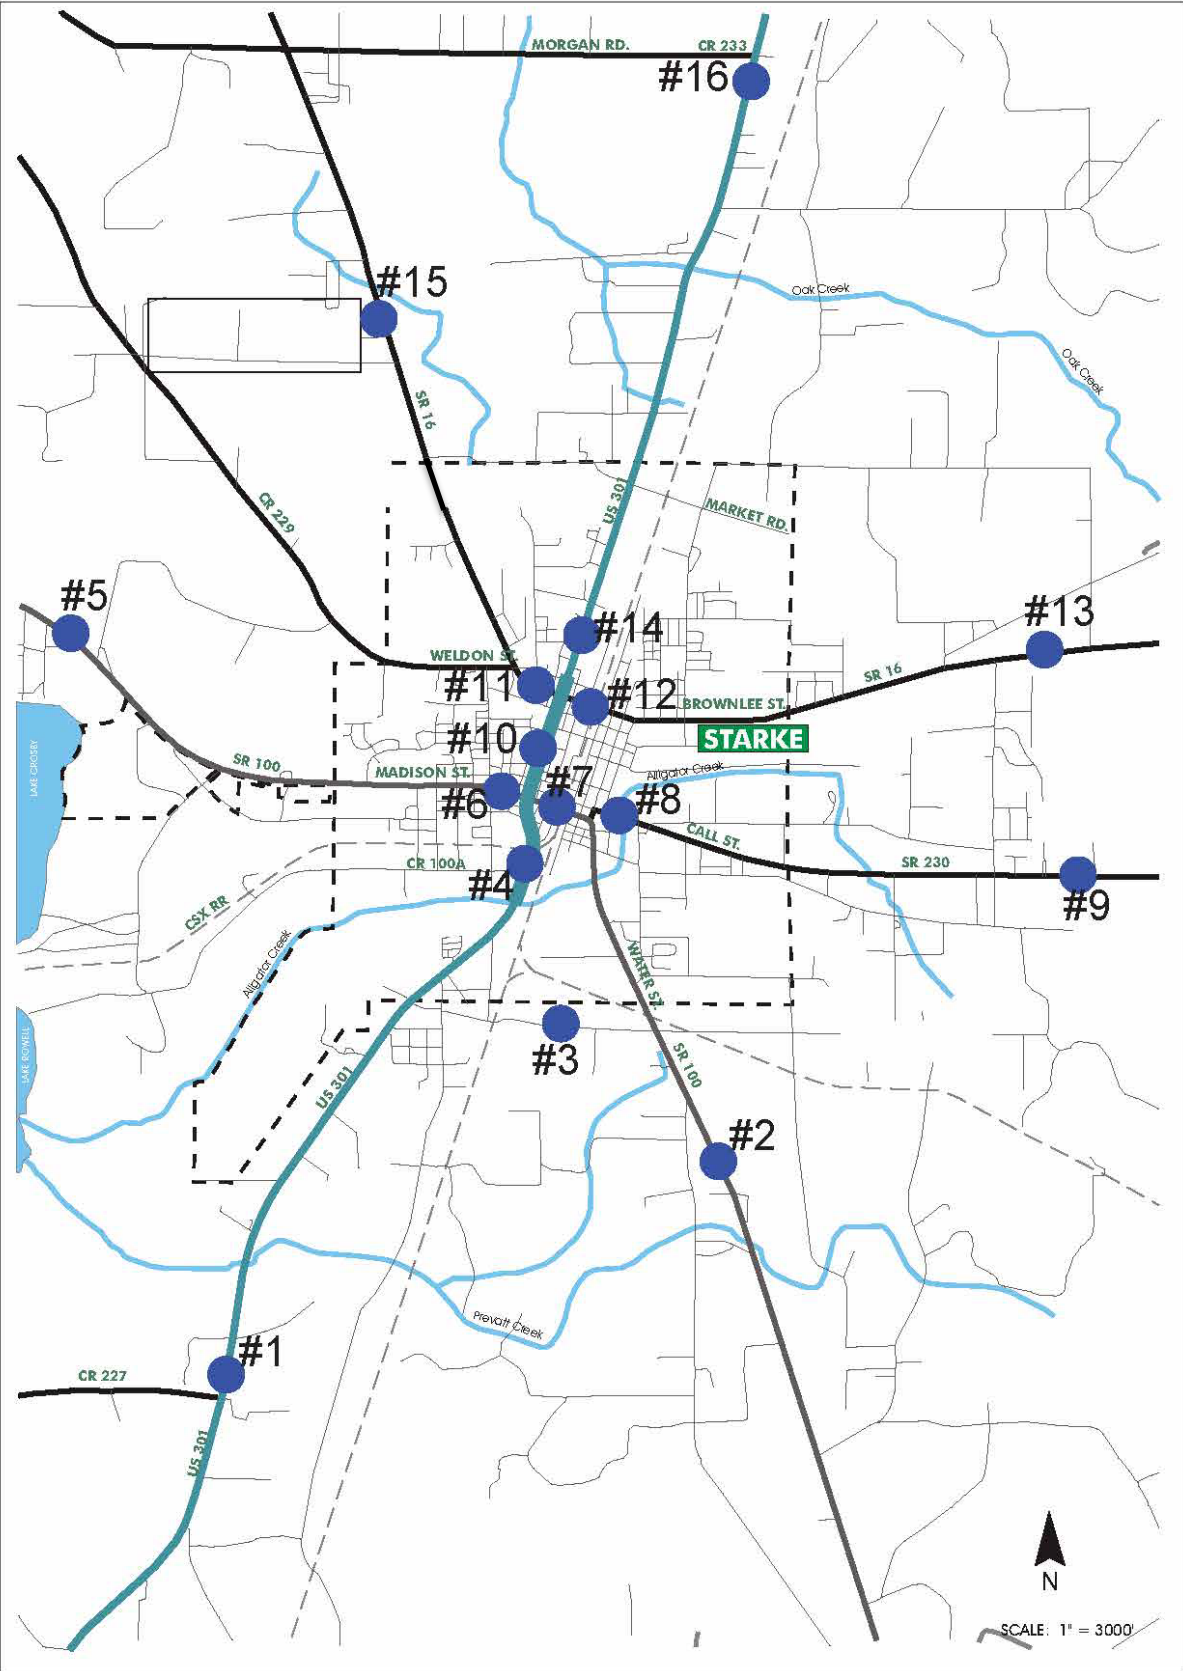 MORGAN RD.
CR 233
#16
#15
Oak Creek
Oak Creek
SR 16
US 301
MARKET RD.
CR 229
#5
#13
#14
WELDON ST.
#11
#12
SR 16
BROWNLEE ST.
STARKE
#10
LAKE CROSBY
SR 100
MADISON ST.
Alligator Creek
#7
#6
#8
CALL ST.
CR 100A
SR 230
#4
#9
CSX RR
Alligator Creek
WATER ST.
#3
LAKE ROWELL
SR 100
US 301
#2
Prevatt Creek
#1
CR 227
US 301
N
SCALE: 1" = 3000'